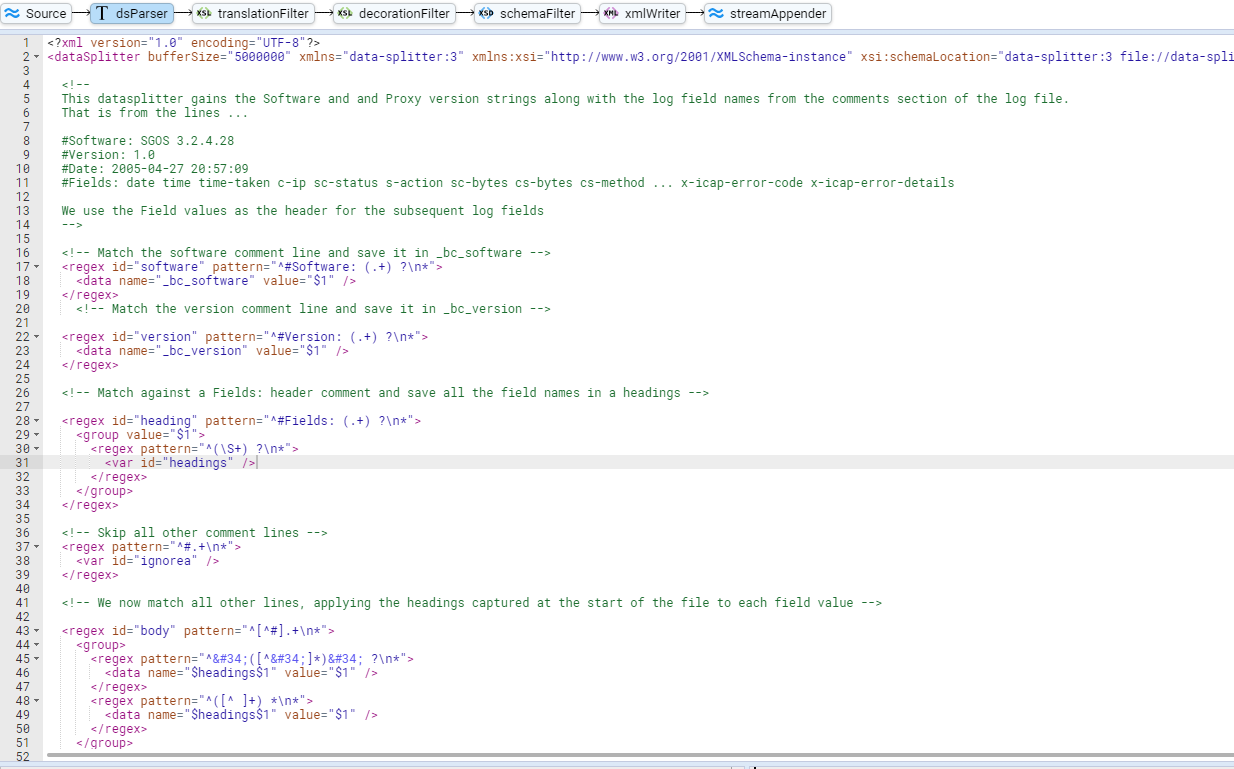 Source T dsParser XSL translationFilter XSL decorationFilter XSD schemaFilter XML xmlWriter streamAppender
1 <?xml version="1.0" encoding="UTF-8"?>
2 <dataSplitter bufferSize="5000000" xmlns="data-splitter:3" xmlns:xsi="http://www.w3.org/2001/XMLSchema-instance" xsi:schemaLocation="data-splitter:3 file://data-spli
3
4 <!--
5 This datasplitter gains the Software and and Proxy version strings along with the log field names from the comments section of the log file.
6 That is from the lines ...
7
8 #Software: SGOS 3.2.4.28
9 #Version: 1.0
10 #Date: 2005-04-27 20:57:09
11 #Fields: date time time-taken c-ip sc-status s-action sc-bytes cs-bytes cs-method ... x-icap-error-code x-icap-error-details
12
13 We use the Field values as the header for the subsequent log fields
14 -->
15
16 <!-- Match the software comment line and save it in _bc_software -->
17 <regex id="software" pattern="^#Software: (.+) ?\n*">
18 <data name="_bc_software" value="$1" />
19 </regex>
20 <!-- Match the version comment line and save it in _bc_version -->
21
22 <regex id="version" pattern="^#Version: (.+) ?\n*">
23 <data name="_bc_version" value="$1" />
24 </regex>
25
26 <!-- Match against a Fields: header comment and save all the field names in a headings -->
27
28 <regex id="heading" pattern="^#Fields: (.+) ?\n*">
29 <group value="$1">
30 <regex pattern="^(\S+) ?\n*">
31 <var id="headings" />
32 </regex>
33 </group>
34 </regex>
35
36 <!-- Skip all other comment lines -->
37 <regex pattern="^#.+\n*">
38 <var id="ignorea" />
39 </regex>
40
41 <!-- We now match all other lines, applying the headings captured at the start of the file to each field value -->
42
43 <regex id="body" pattern="^[^#].+\n*">
44 <group>
45 <regex pattern="^&#34;([^&#34;]*)&#34; ?\n*">
46 <data name="$headings$1" value="$1" />
47 </regex>
48 <regex pattern="^([^ ]+) *\n*">
49 <data name="$headings$1" value="$1" />
50 </regex>
51 </group>
52